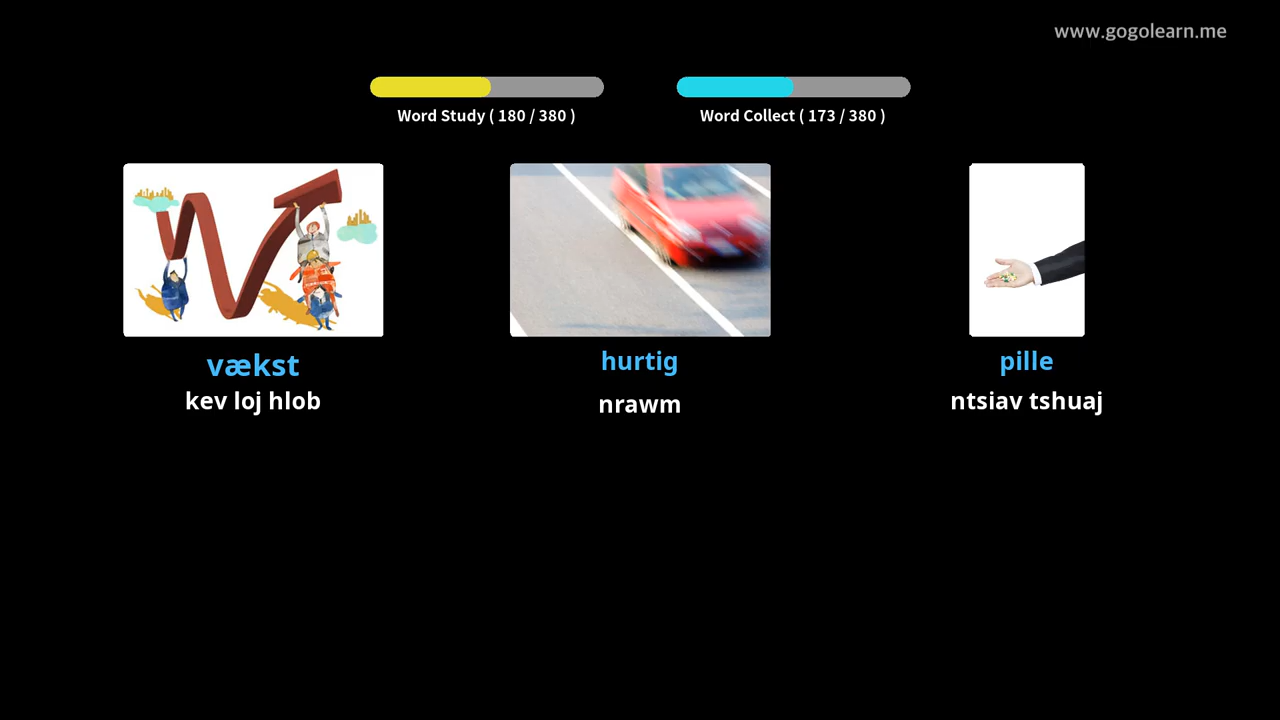 www.gogolearn.me
Word Study ( 180 / 380 )
Word Collect ( 173 / 380 )
vækst
kev loj hlob
hurtig
nrawm
pille
ntsiav tshuaj